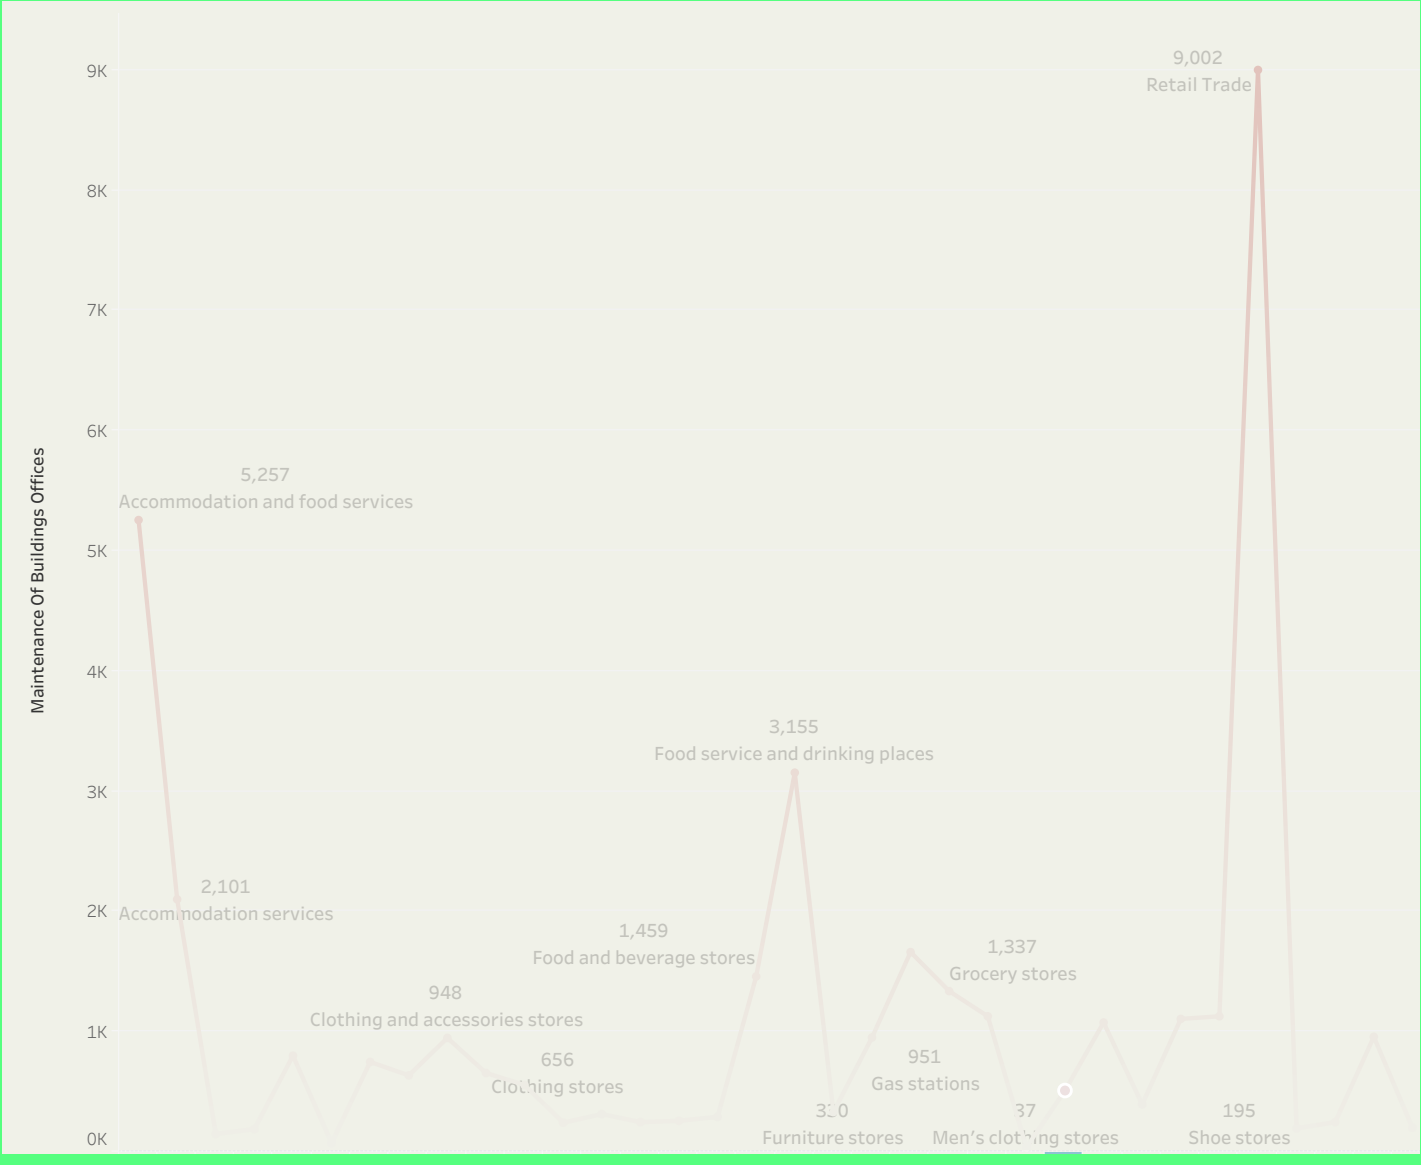 9,002
Retail Trade
9K
8K
7K
6K
5,257
Accommodation and food services
5K
Maintenance Of Buildings Offices
4K
3,155
Food service and drinking places
3K
2,101
2K
Accommodation services
1,459
Food and beverage stores
1,337
Grocery stores
948
Clothing and accessories stores
1K
656
Clothing stores
951
Gas stations
37
195
0K
Furniture stores
Men's clothing stores
Shoe stores